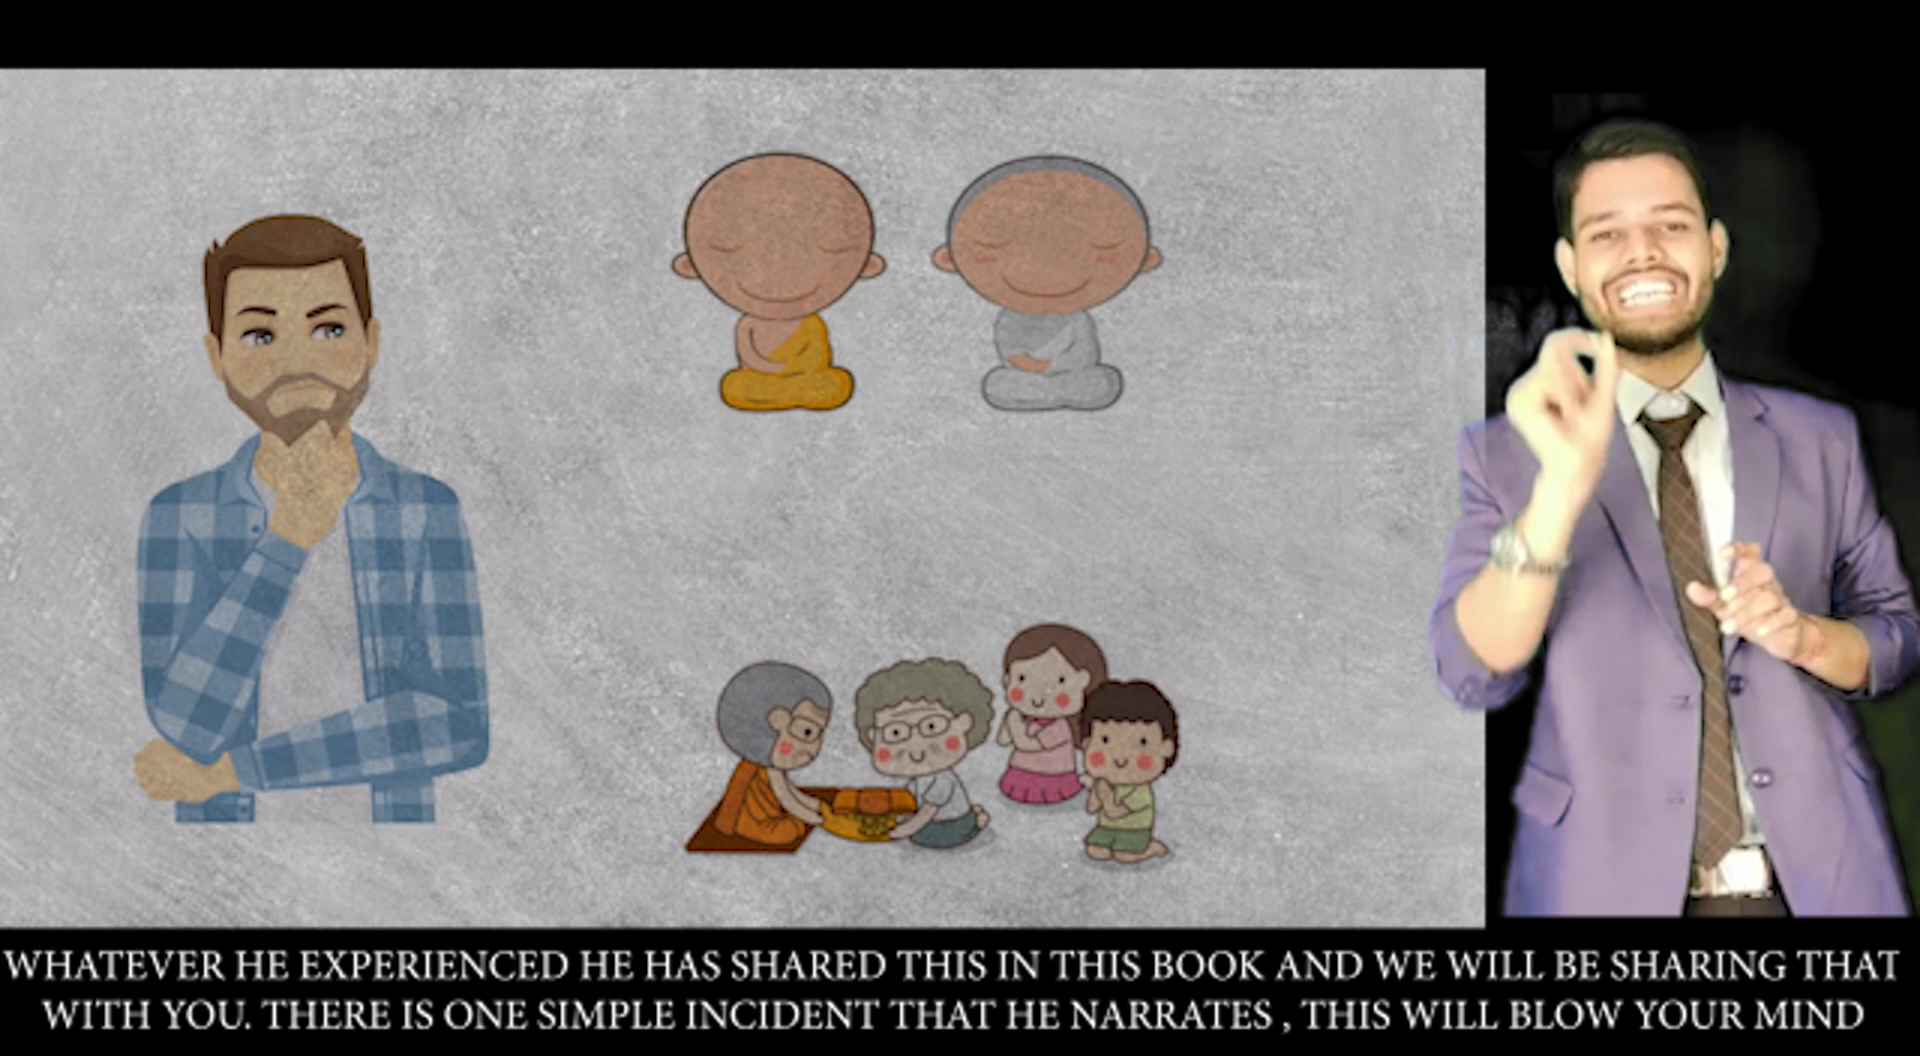 WHATEVER HE EXPERIENCED HE HAS SHARED THIS IN THIS BOOK AND WE WILL BE SHARING THAT
WITH YOU. THERE IS ONE SIMPLE INCIDENT THAT HE NARRATES , THIS WILL BLOW YOUR MIND